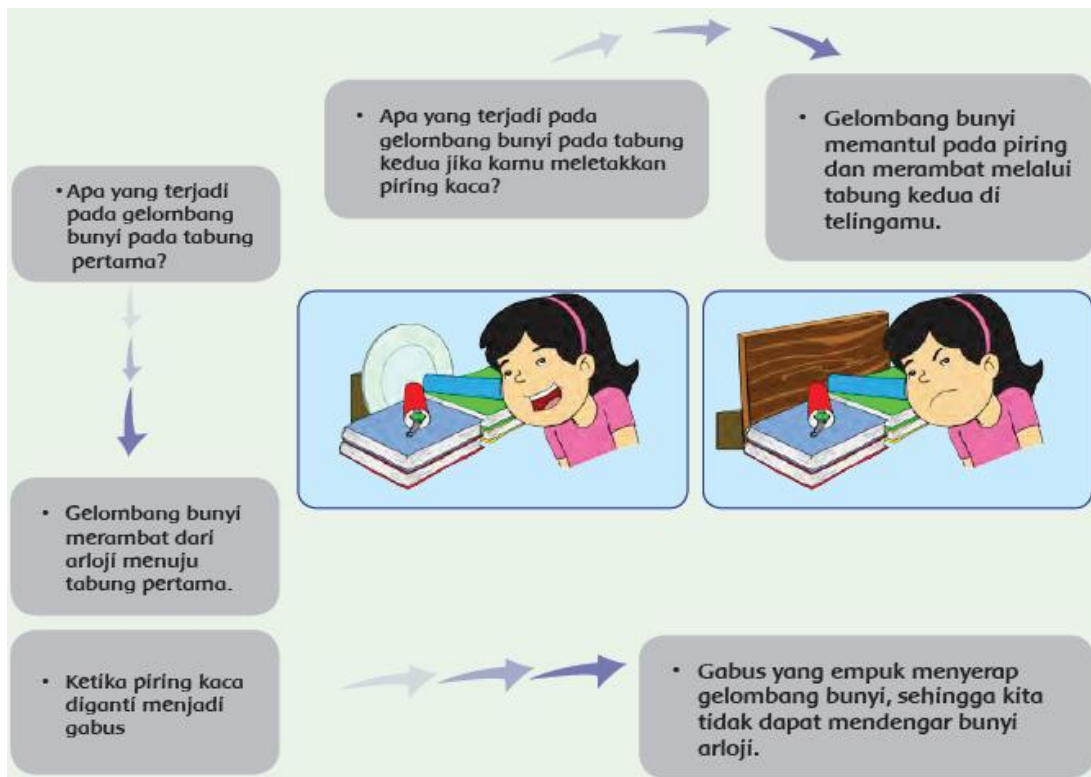 • Apa yang terjadi
pada gelombang
bunyi pada tabung
pertama?
• Gelombang bunyi
merambat dari
arloji menuju
tabung pertama.
• Apa yang terjadi pada
gelombang bunyi pada tabung
kedua jika kamu meletakkan
piring kaca?
• Gelombang bunyi
memantul pada piring
dan merambat melalui
tabung kedua di
telingamu.
• Ketika piring kaca
diganti menjadi
gabus
• Gabus yang empuk menyerap
gelombang bunyi, sehingga kita
tidak dapat mendengar bunyi
arloji.